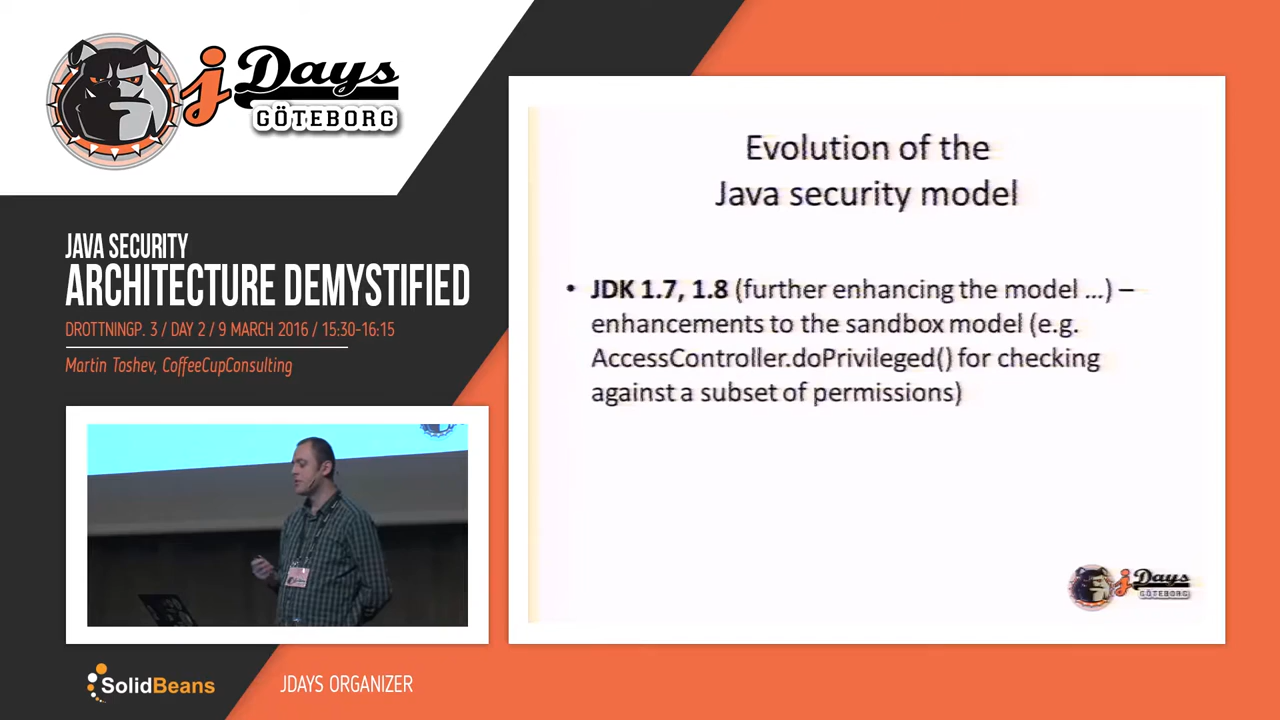 jDays
GÖTEBORG
JAVA SECURITY
ARCHITECTURE DEMYSTIFIED
DROTTNINGP. 3 / DAY 2 / 9 MARCH 2016 / 15:30-16:15
Martin Toshev, CoffeeCupConsulting
SolidBeans
JDAYS ORGANIZER
Evolution of the
Java security model
• JDK 1.7, 1.8 (further enhancing the model ...) –
enhancements to the sandbox model (e.g.
AccessController.doPrivileged() for checking
against a subset of permissions)
jDays
GÖTEBORG